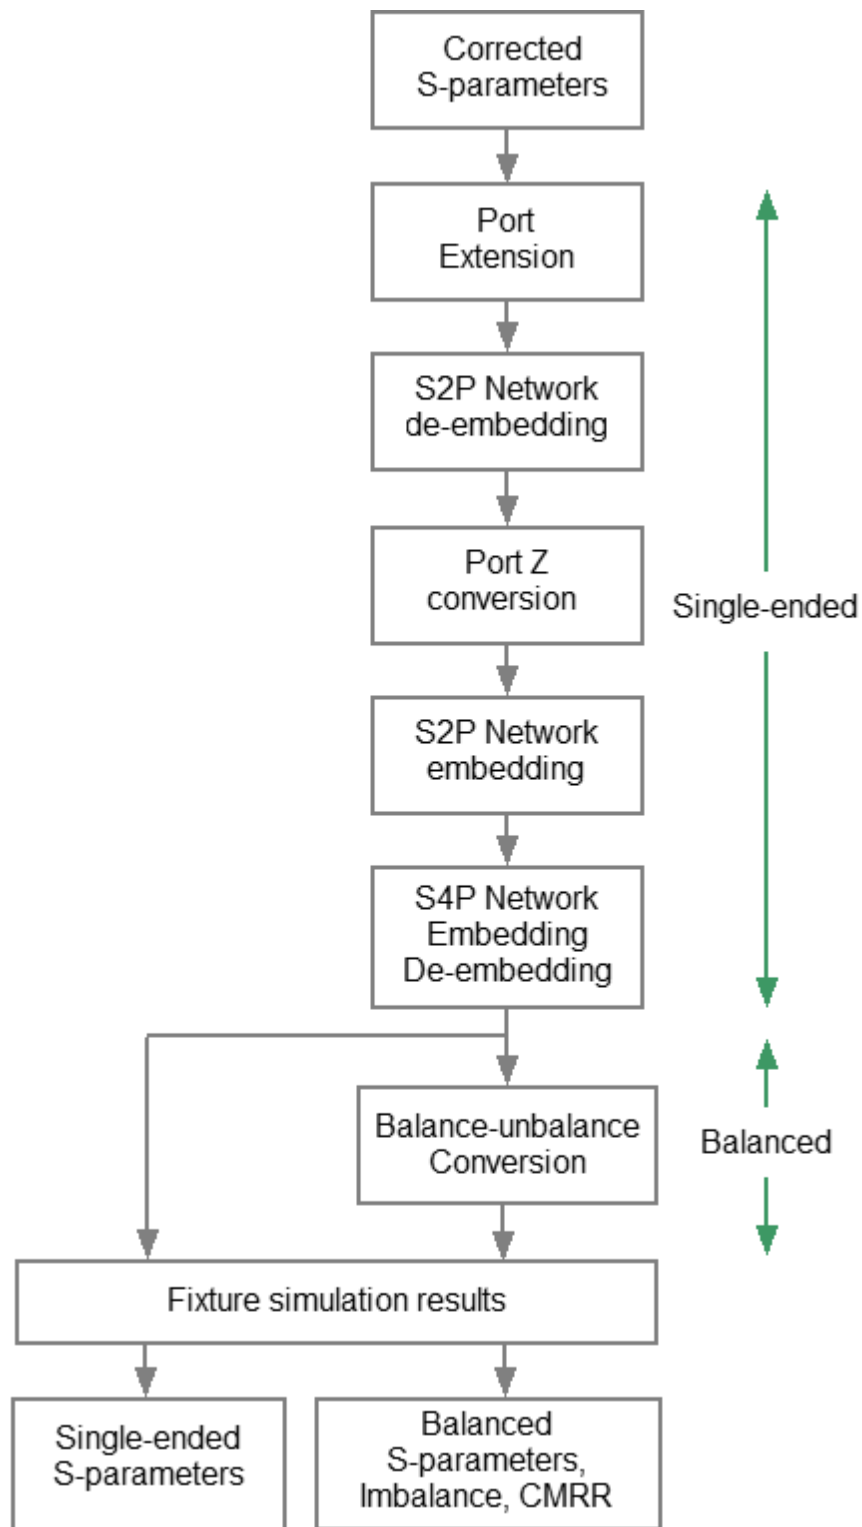 Corrected
S-parameters
Port
Extension
S2P Network
de-embedding
Port Z
conversion
Single-ended
S2P Network
embedding
S4P Network
Embedding
De-embedding
Balance-unbalance
Conversion
Balanced
Fixture simulation results
Single-ended
S-parameters
Balanced
S-parameters,
Imbalance, CMRR